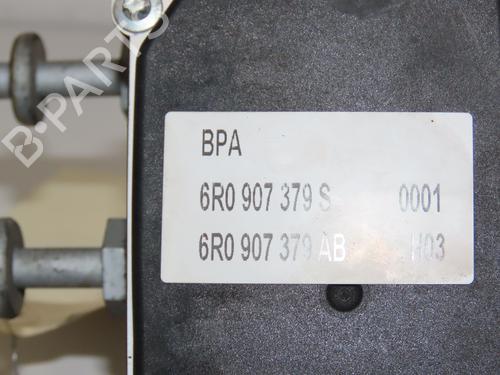 B-PARTS
BPA
6R0 907 379 S 0001
6R0 907 379 AB H03